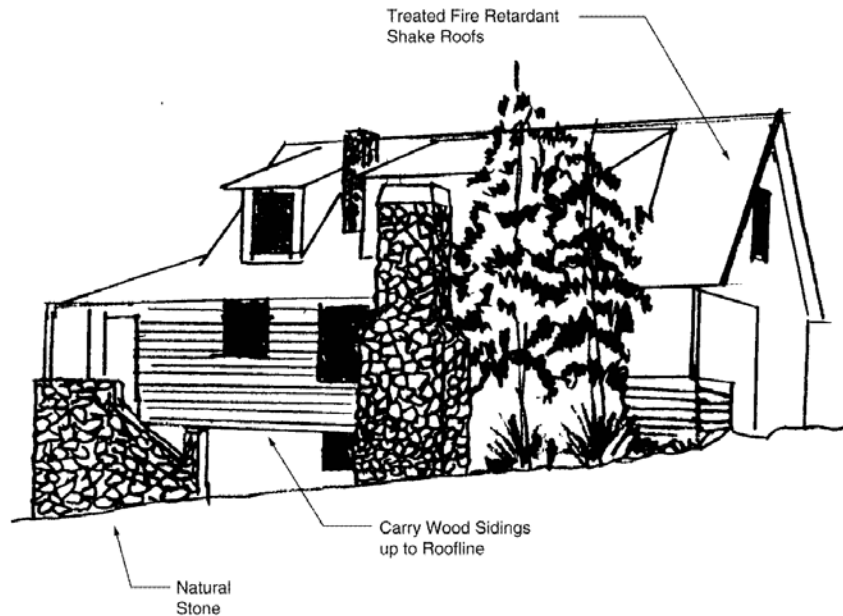 Treated Fire Retardant
Shake Roofs
Carry Wood Sidings
up to Roofline
Natural
Stone